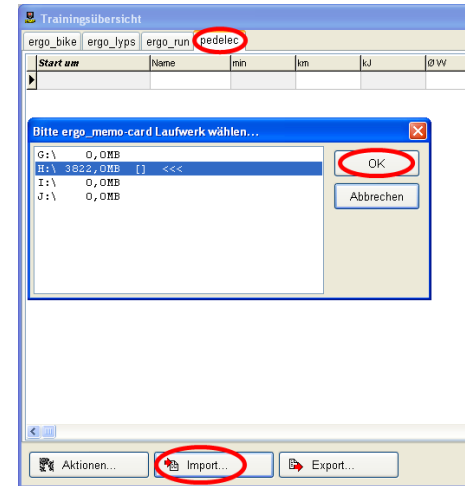 Trainingsübersicht
ergo_bike ergo_lyps ergo_run pedelec
Start um Name min km kJ Ø W
Bitte ergo_memo-card Laufwerk wählen...
G:\ 0,0MB
H:\ 3822,0MB [] <<<
I:\ 0,0MB
J:\ 0,0MB
OK
Abbrechen
Aktionen... Import... Export...